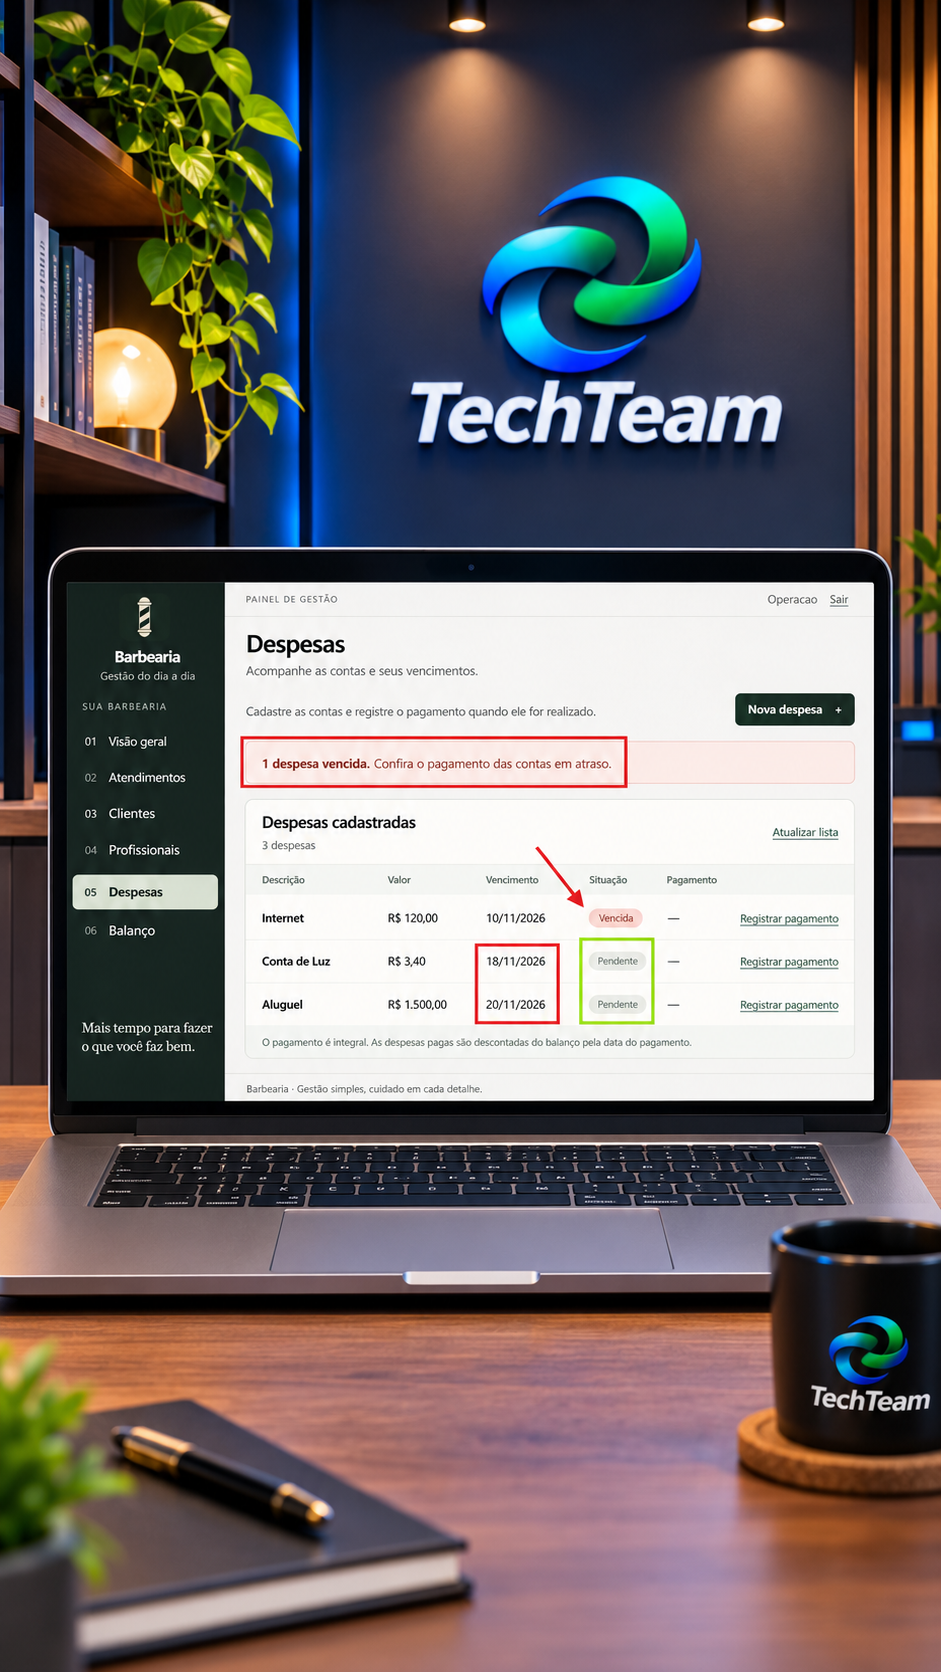 TechTeam
PAINEL DE GESTÃO
Operacao Sair
Barbearia
Gestão do dia a dia
SUA BARBEARIA
01 Visão geral
02 Atendimentos
03 Clientes
04 Profissionais
05 Despesas
06 Balanço
Mais tempo para fazer
o que você faz bem.
Despesas
Acompanhe as contas e seus vencimentos.
Cadastre as contas e registre o pagamento quando ele for realizado.
Nova despesa +
1 despesa vencida. Confira o pagamento das contas em atraso.
Despesas cadastradas
3 despesas
Atualizar lista
Descrição Valor Vencimento Situação Pagamento
Internet R$ 120,00 10/11/2026 Vencida — Registrar pagamento
Conta de Luz R$ 3,40 18/11/2026 Pendente — Registrar pagamento
Aluguel R$ 1.500,00 20/11/2026 Pendente — Registrar pagamento
O pagamento é integral. As despesas pagas são descontadas do balanço pela data do pagamento.
Barbearia · Gestão simples, cuidado em cada detalhe.
TechTeam